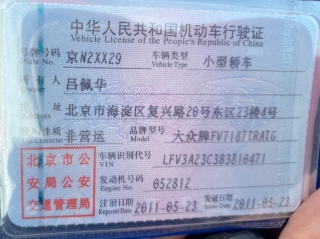 中华人民共和国机动车行驶证
Vehicle License of the People's Republic of China
号牌号码 京N2XX29 车辆类型 小型轿车
Plate No. Vehicle Type
所有人 吕佩华
北京市海淀区复兴路20号东区23楼4号
使用性质 非营运 品牌型号 大众牌FV7187TRATG
北京市公安局公安交通管理局
车辆识别代号 LFV3A23C3B3810471
VIN
发动机号码 052812
Engine No.
注册日期 2011-05-23 发证日期 2011-05-23
Register Date Issue Date